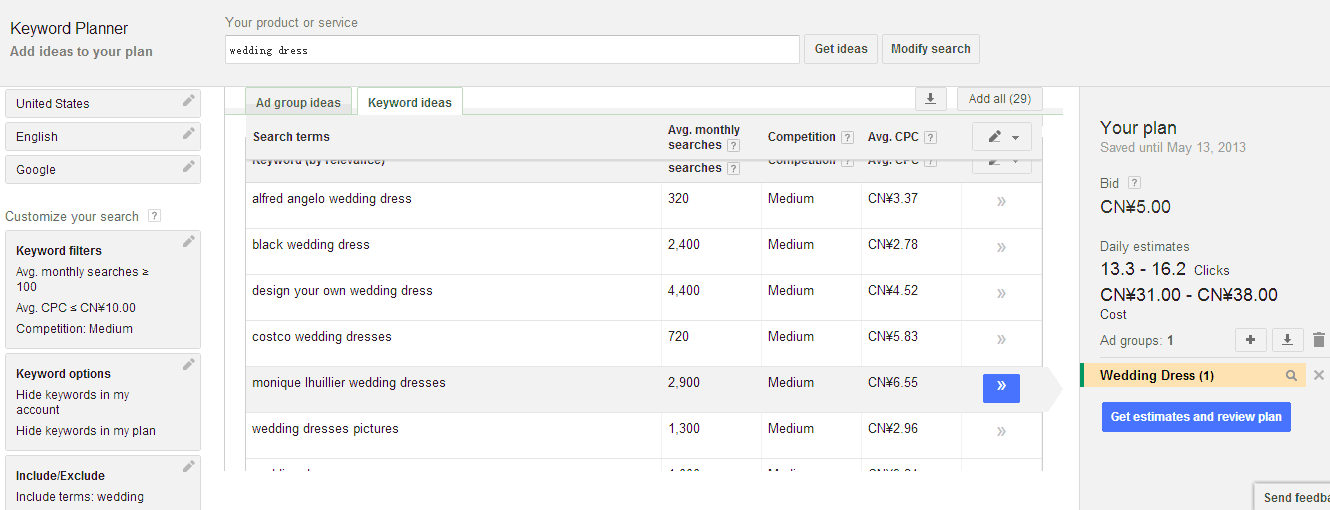 Keyword Planner
Add ideas to your plan
Your product or service
wedding dress
Get ideas
Modify search
United States
English
Google
Customize your search ?
Keyword filters
Avg. monthly searches ≥
100
Avg. CPC ≤ CN¥10.00
Competition: Medium
Keyword options
Hide keywords in my
account
Hide keywords in my plan
Include/Exclude
Include terms: wedding
Ad group ideas
Keyword ideas
Add all (29)
Search terms
Avg. monthly
searches ?
Competition ?
Avg. CPC ?
Keyword (by relevance)
searches ?
Competition ?
Avg. CPC ?
alfred angelo wedding dress 320 Medium CN¥3.37 »
black wedding dress 2,400 Medium CN¥2.78 »
design your own wedding dress 4,400 Medium CN¥4.52 »
costco wedding dresses 720 Medium CN¥5.83 »
monique lhuillier wedding dresses 2,900 Medium CN¥6.55 »
wedding dresses pictures 1,300 Medium CN¥2.96 »
Your plan
Saved until May 13, 2013
Bid ?
CN¥5.00
Daily estimates
13.3 - 16.2 Clicks
CN¥31.00 - CN¥38.00
Cost
Ad groups: 1
Wedding Dress (1)
Get estimates and review plan
Send feedba